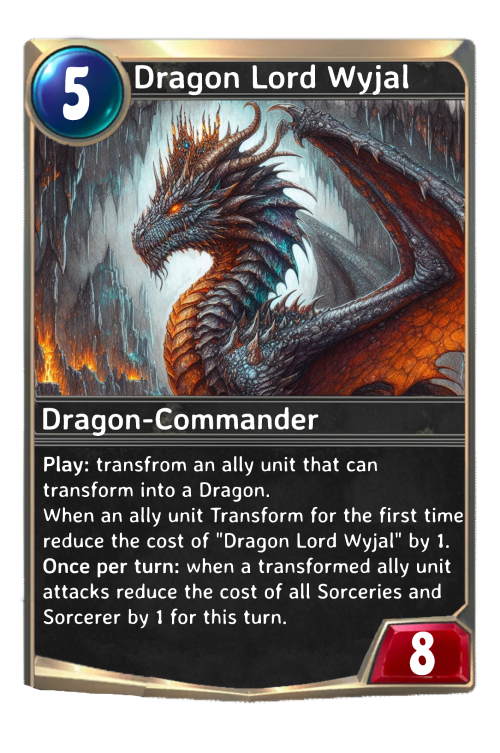 5
Dragon Lord Wyjal
Dragon-Commander
Play: transfrom an ally unit that can
transform into a Dragon.
When an ally unit Transform for the first time
reduce the cost of "Dragon Lord Wyjal" by 1.
Once per turn: when a transformed ally unit
attacks reduce the cost of all Sorceries and
Sorcerer by 1 for this turn.
8